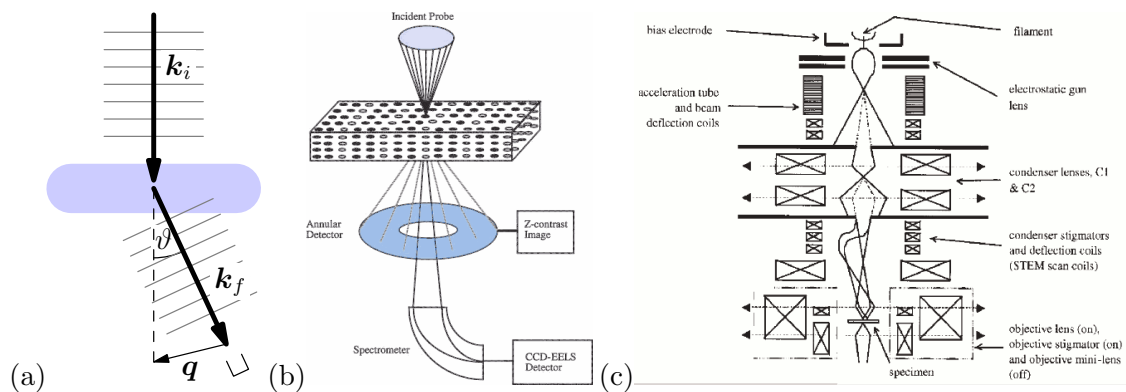 k_i
ϑ
k_f
q
(a)
Incident Probe
Annular
Detector
Z-contrast
Image
Spectrometer
CCD-EELS
Detector
(b)
bias electrode
filament
acceleration tube
and beam
deflection coils
electrostatic gun
lens
condenser lenses, C1
& C2
condenser stigmators
and deflection coils
(STEM scan coils)
objective lens (on),
objective stigmator (on)
and objective mini-lens
(off)
specimen
(c)